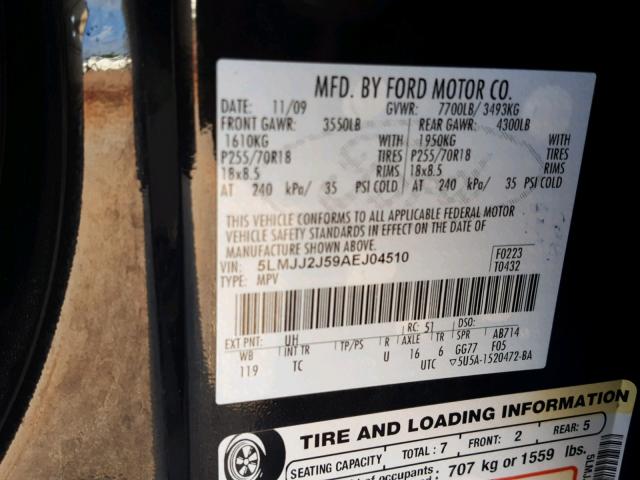 MFD. BY FORD MOTOR CO.
DATE: 11/09 GVWR: 7700LB/ 3493KG
FRONT GAWR: 3550LB REAR GAWR: 4300LB
1610KG WITH 1950KG WITH
P255/70R18 TIRES P255/70R18 TIRES
18x8.5 RIMS 18x8.5 RIMS
AT 240 kPa/ 35 PSI COLD AT 240 kPa/ 35 PSI COLD
THIS VEHICLE CONFORMS TO ALL APPLICABLE FEDERAL MOTOR
VEHICLE SAFETY STANDARDS IN EFFECT ON THE DATE OF
MANUFACTURE SHOWN ABOVE.
VIN: 5LMJJ2J59AEJ04510 F0223
TYPE: MPV T0432
EXT PNT: UH RC: 51 DSO:
WB INT TR TP/PS R AXLE TR SPR AB714
119 TC U 16 6 GG77 F05
UTC ▽5U5A-1520472-BA
TIRE AND LOADING INFORMATION
SEATING CAPACITY TOTAL: 7 FRONT: 2 REAR: 5
of occupants 707 kg or 1559 lbs.
5LMJ